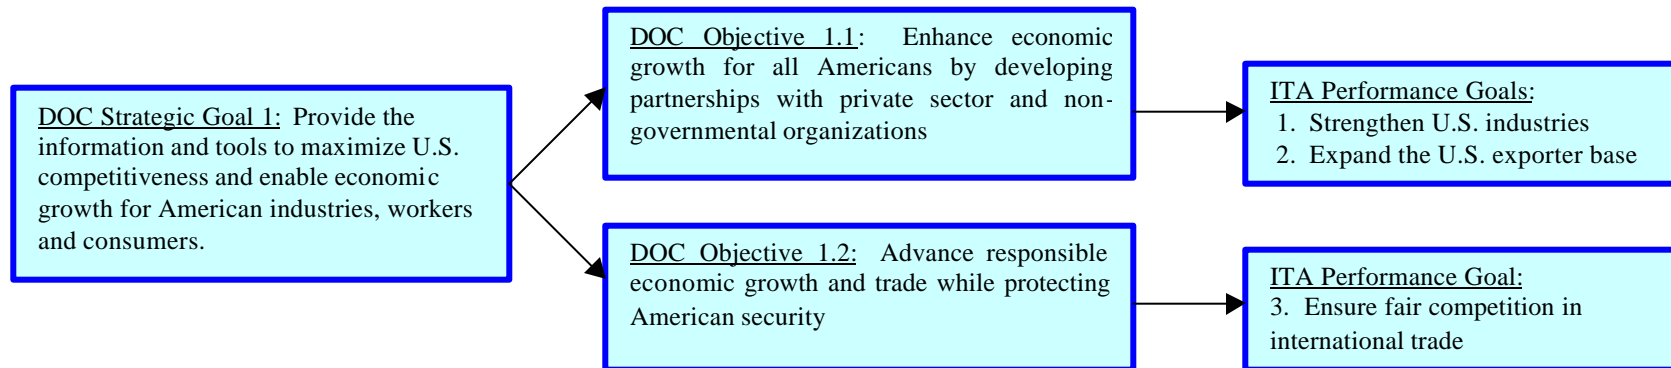 DOC Strategic Goal 1: Provide the
information and tools to maximize U.S.
competitiveness and enable economic
growth for American industries, workers
and consumers.
DOC Objective 1.1: Enhance economic
growth for all Americans by developing
partnerships with private sector and non-
governmental organizations
ITA Performance Goals:
1. Strengthen U.S. industries
2. Expand the U.S. exporter base
DOC Objective 1.2: Advance responsible
economic growth and trade while protecting
American security
ITA Performance Goal:
3. Ensure fair competition in
international trade